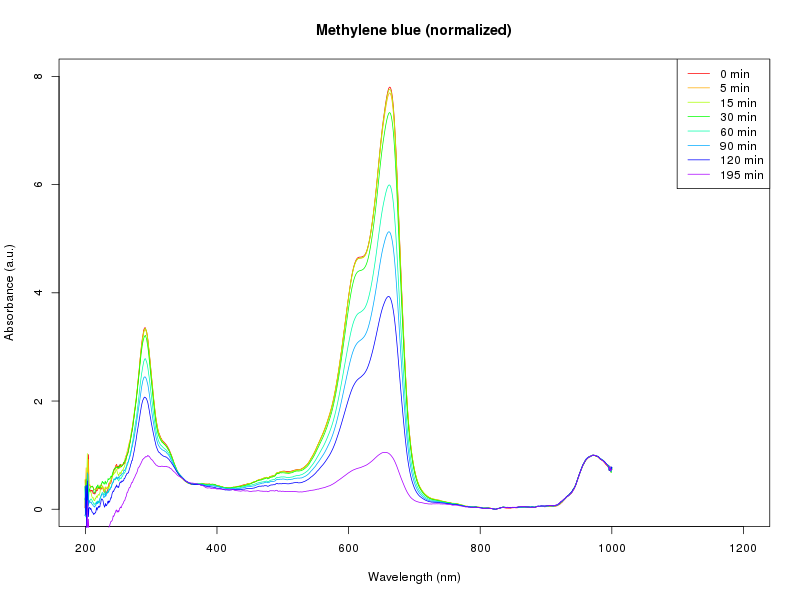 Methylene blue (normalized)
0 min
5 min
15 min
30 min
60 min
90 min
120 min
195 min
8
6
4
2
0
Absorbance (a.u.)
200 400 600 800 1000 1200
Wavelength (nm)